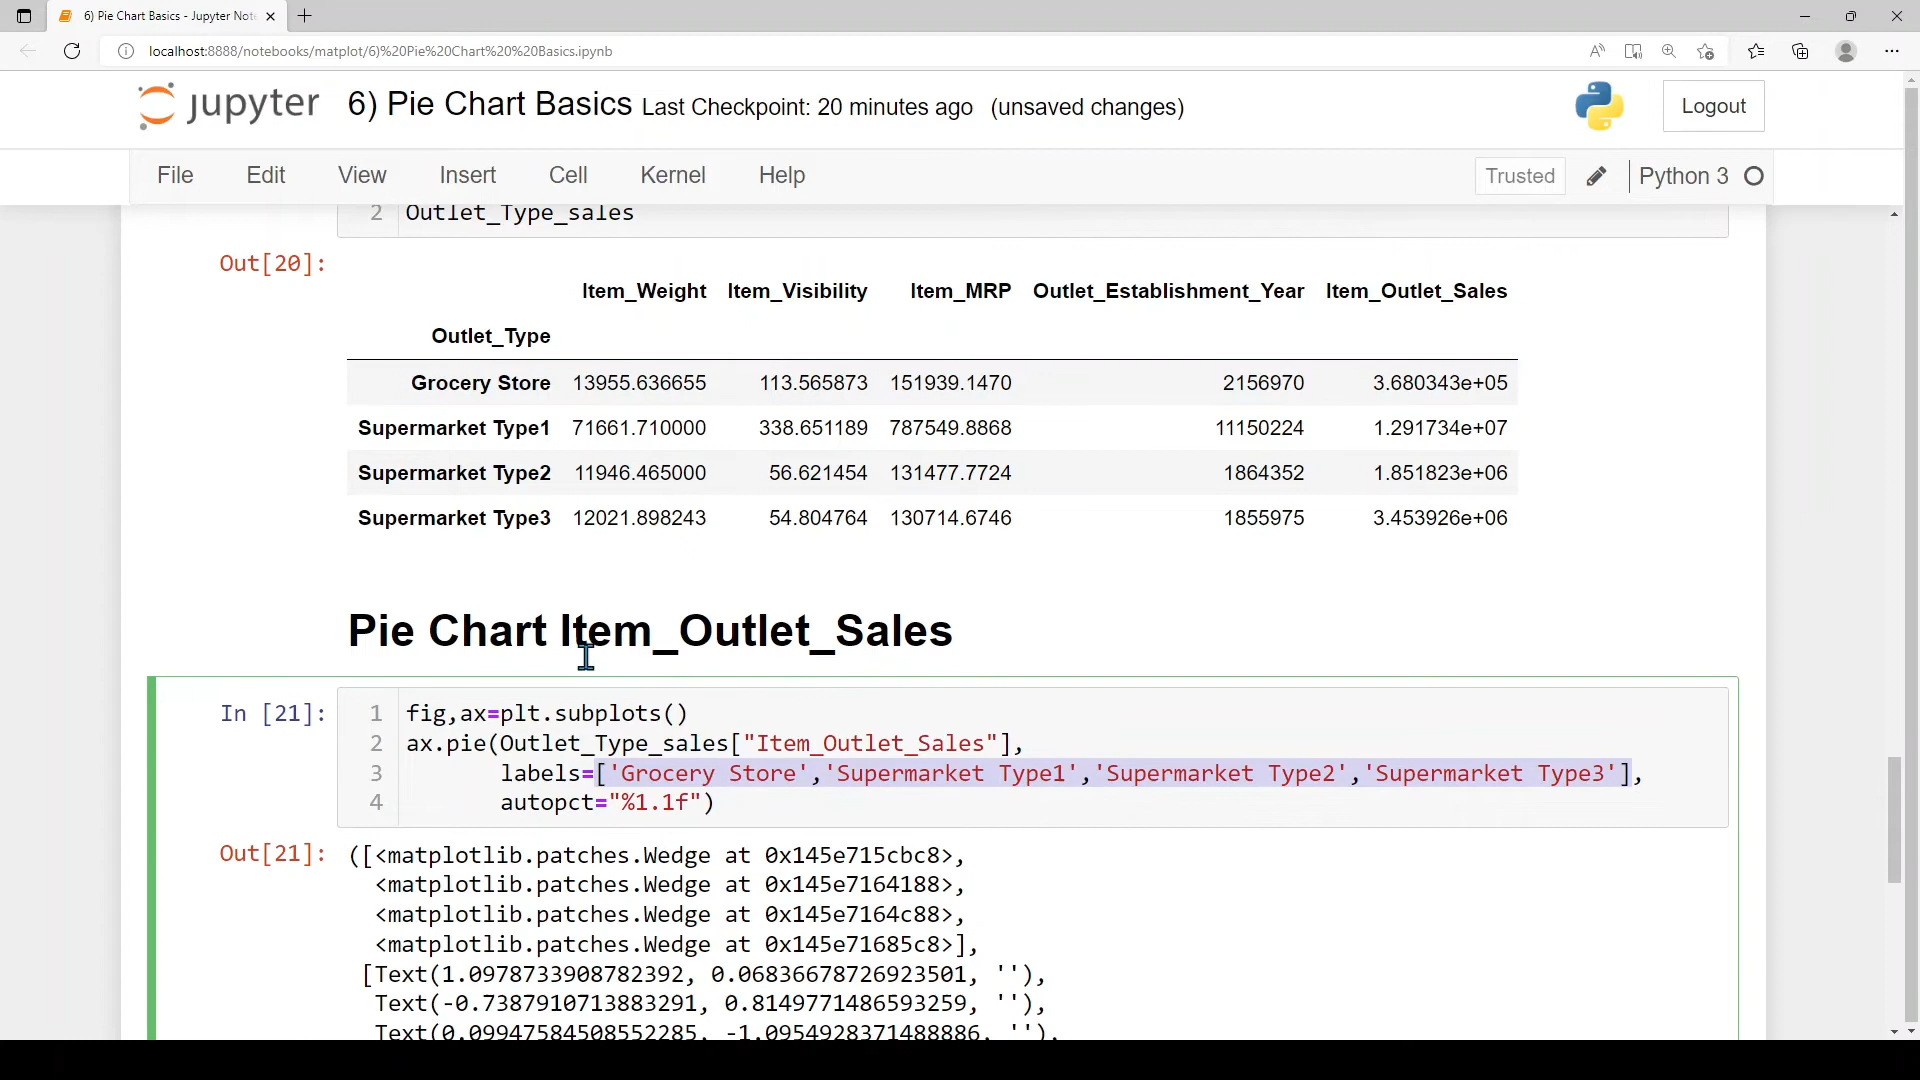 6) Pie Chart Basics - Jupyter Not
localhost:8888/notebooks/matplot/6)%20Pie%20Chart%20%20Basics.ipynb
jupyter 6) Pie Chart Basics Last Checkpoint: 20 minutes ago (unsaved changes)
Logout
File Edit View Insert Cell Kernel Help
Trusted Python 3
2 Outlet_Type_sales
Out[20]:
Item_Weight Item_Visibility Item_MRP Outlet_Establishment_Year Item_Outlet_Sales
Outlet_Type
Grocery Store 13955.636655 113.565873 151939.1470 2156970 3.680343e+05
Supermarket Type1 71661.710000 338.651189 787549.8868 11150224 1.291734e+07
Supermarket Type2 11946.465000 56.621454 131477.7724 1864352 1.851823e+06
Supermarket Type3 12021.898243 54.804764 130714.6746 1855975 3.453926e+06
Pie Chart Item_Outlet_Sales
In [21]: 1 fig,ax=plt.subplots()
2 ax.pie(Outlet_Type_sales["Item_Outlet_Sales"],
3 labels=['Grocery Store','Supermarket Type1','Supermarket Type2','Supermarket Type3'],
4 autopct="%1.1f")
Out[21]: ([<matplotlib.patches.Wedge at 0x145e715cbc8>,
<matplotlib.patches.Wedge at 0x145e7164188>,
<matplotlib.patches.Wedge at 0x145e7164c88>,
<matplotlib.patches.Wedge at 0x145e71685c8>],
[Text(1.0978733908782392, 0.06836678726923501, ''),
Text(-0.7387910713883291, 0.8149771486593259, ''),
Text(0.09947584508552285, -1.0954928371488886, ''),